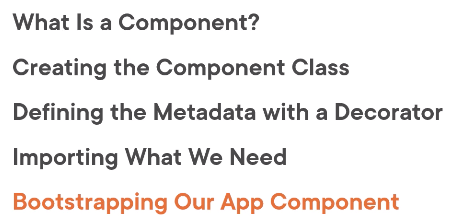 What Is a Component?
Creating the Component Class
Defining the Metadata with a Decorator
Importing What We Need
Bootstrapping Our App Component